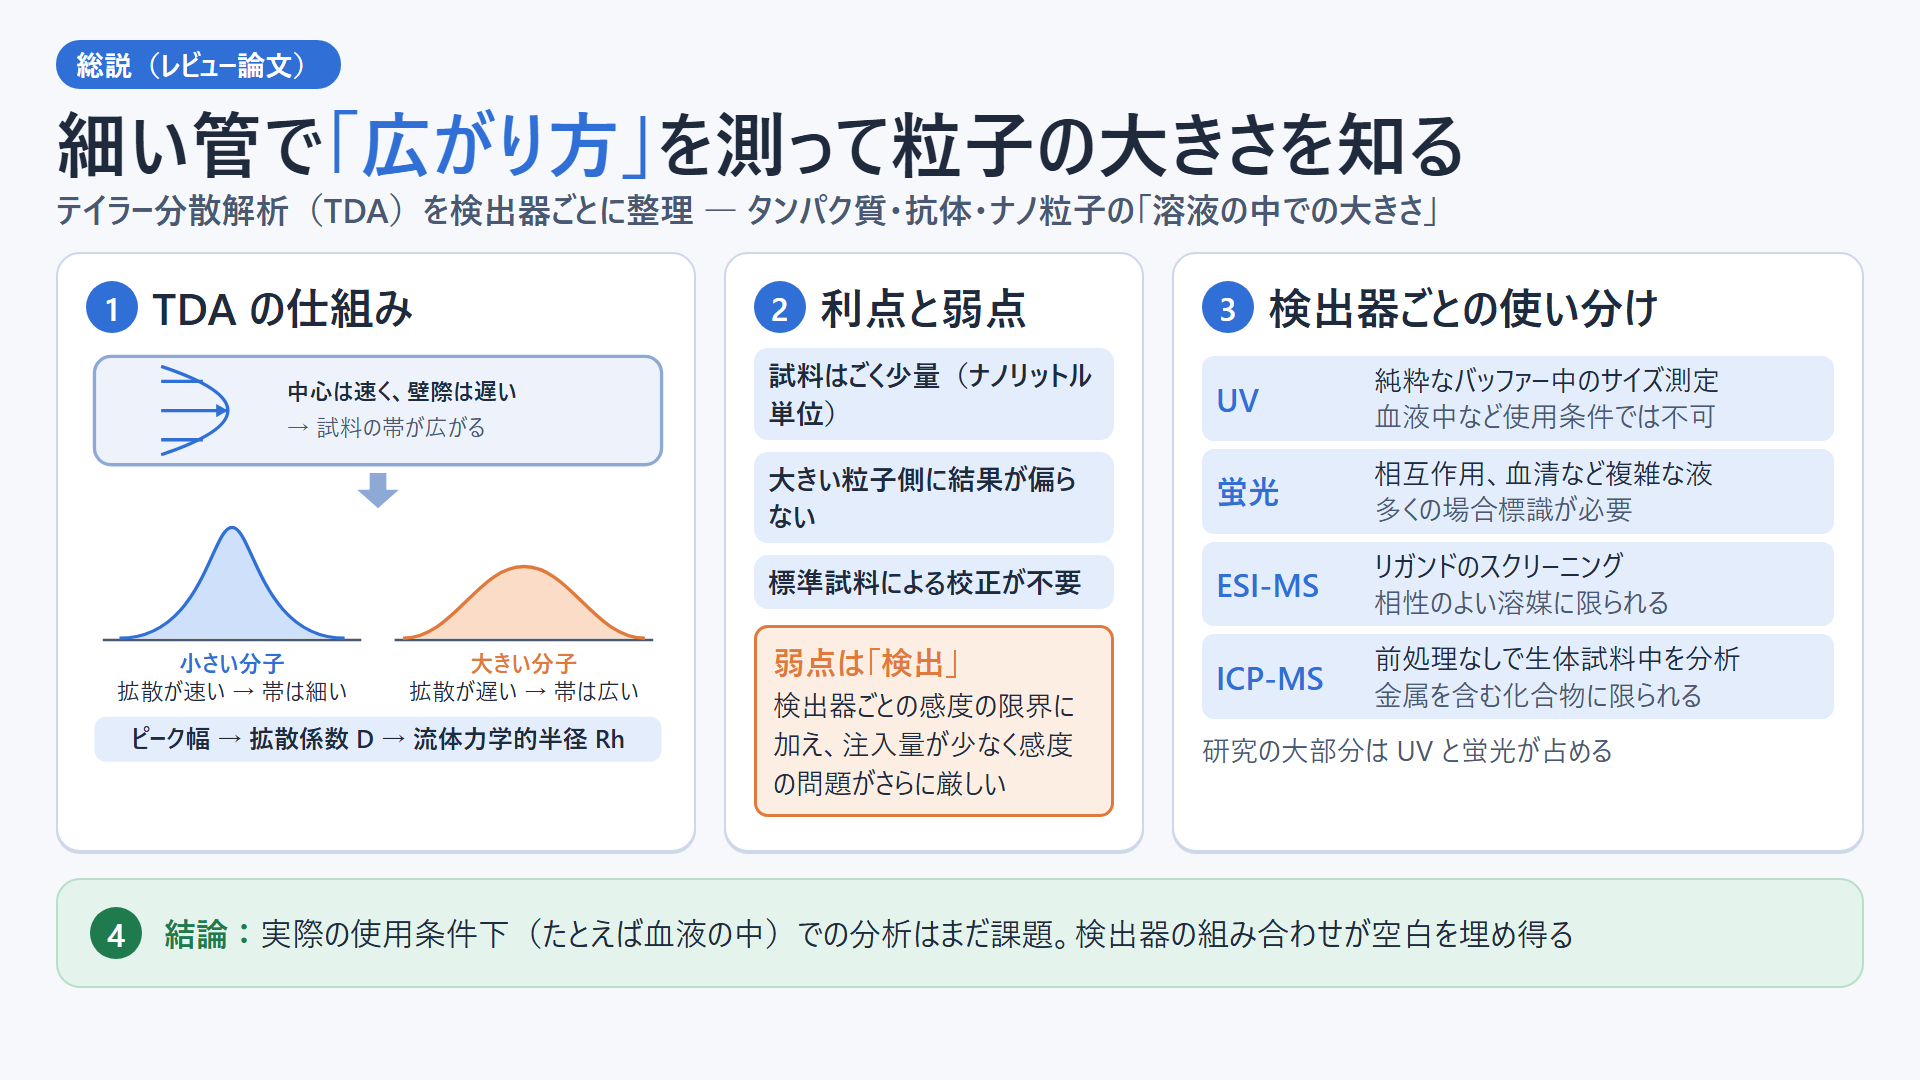 総説（レビュー論文）
細い管で「広がり方」を測って粒子の大きさを知る
テイラー分散解析（TDA）を検出器ごとに整理 — タンパク質・抗体・ナノ粒子の「溶液の中での大きさ」
1 TDA の仕組み
中心は速く、壁際は遅い
→ 試料の帯が広がる
小さい分子
拡散が速い → 帯は細い
大きい分子
拡散が遅い → 帯は広い
ピーク幅 → 拡散係数 D → 流体力学的半径 Rh
2 利点と弱点
試料はごく少量（ナノリットル
単位）
大きい粒子側に結果が偏ら
ない
標準試料による校正が不要
弱点は「検出」
検出器ごとの感度の限界に
加え、注入量が少なく感度
の問題がさらに厳しい
3 検出器ごとの使い分け
UV
純粋なバッファー中のサイズ測定
血液中など使用条件では不可
蛍光
相互作用、血清など複雑な液
多くの場合標識が必要
ESI-MS
リガンドのスクリーニング
相性のよい溶媒に限られる
ICP-MS
前処理なしで生体試料中を分析
金属を含む化合物に限られる
研究の大部分は UV と蛍光が占める
4 結論：実際の使用条件下（たとえば血液の中）での分析はまだ課題。検出器の組み合わせが空白を埋め得る